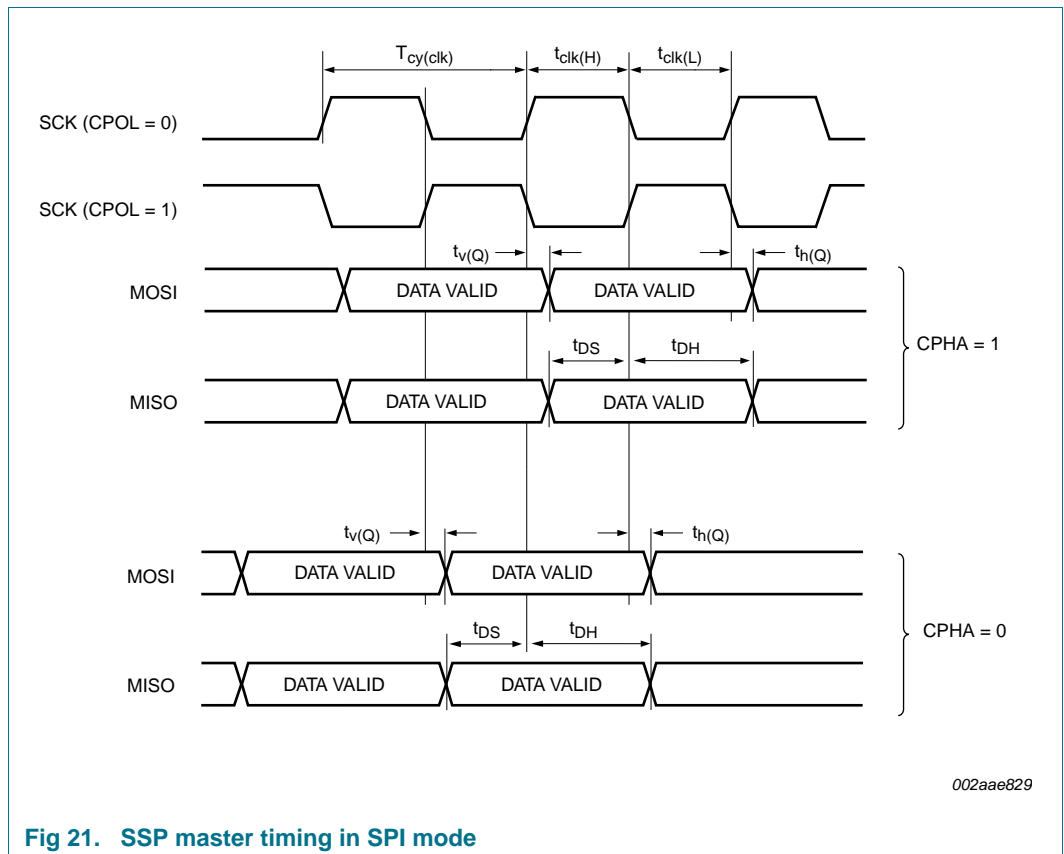 Tcy(clk) tclk(H) tclk(L)
SCK (CPOL = 0)
SCK (CPOL = 1)
tv(Q) th(Q)
MOSI DATA VALID DATA VALID
CPHA = 1
tDS tDH
MISO DATA VALID DATA VALID
tv(Q) th(Q)
MOSI DATA VALID DATA VALID
CPHA = 0
tDS tDH
MISO DATA VALID DATA VALID
002aae829
Fig 21. SSP master timing in SPI mode